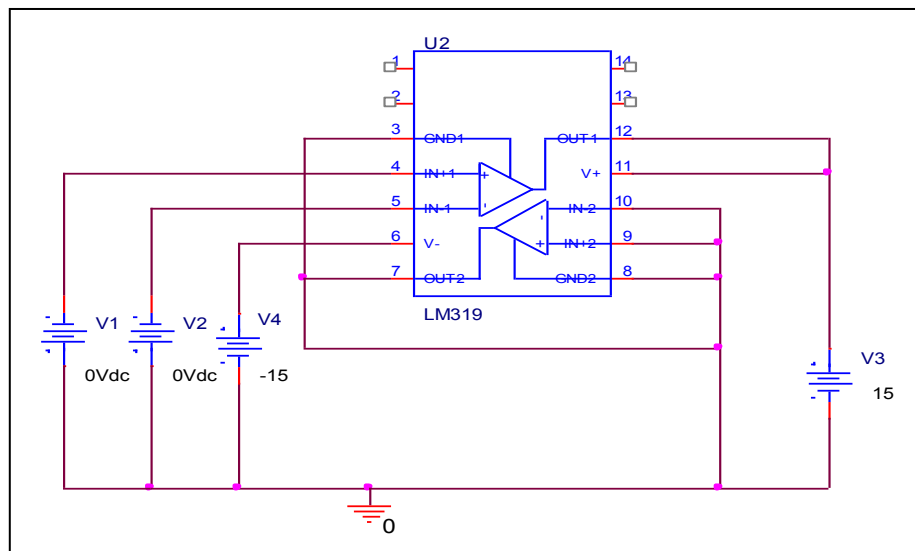 U2
1 14
2 13
3 GND1 OUT1 12
4 IN+1 + V+ 11
5 IN-1 - - IN-2 10
6 V- + IN+2 9
7 OUT2 GND2 8
LM319
V1 V2 V4 V3
0Vdc 0Vdc -15 15
0